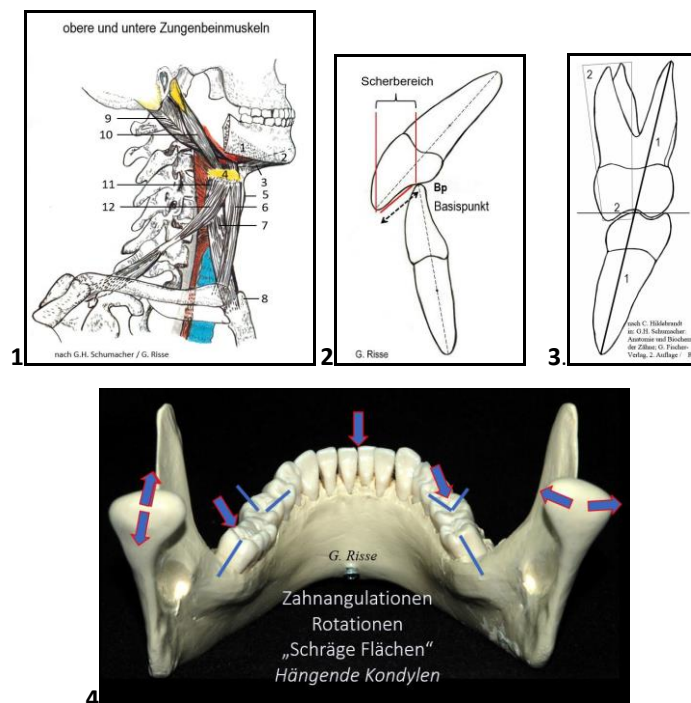 obere und untere Zungenbeinmuskeln
9
10
1
2
3
4
11
5
12
6
7
8
nach G.H. Schumacher / G. Risse
1
Scherbereich
Bp
Basispunkt
G. Risse
2
2
1
2
1
nach C. Hildebrandt
in: G.H. Schumacher:
Anatomie und Biochem
der Zähne; G. Fischer-
Verlag, 2. Auflage /
3.
G. Risse
Zahnangulationen
Rotationen
„Schräge Flächen“
Hängende Kondylen
4